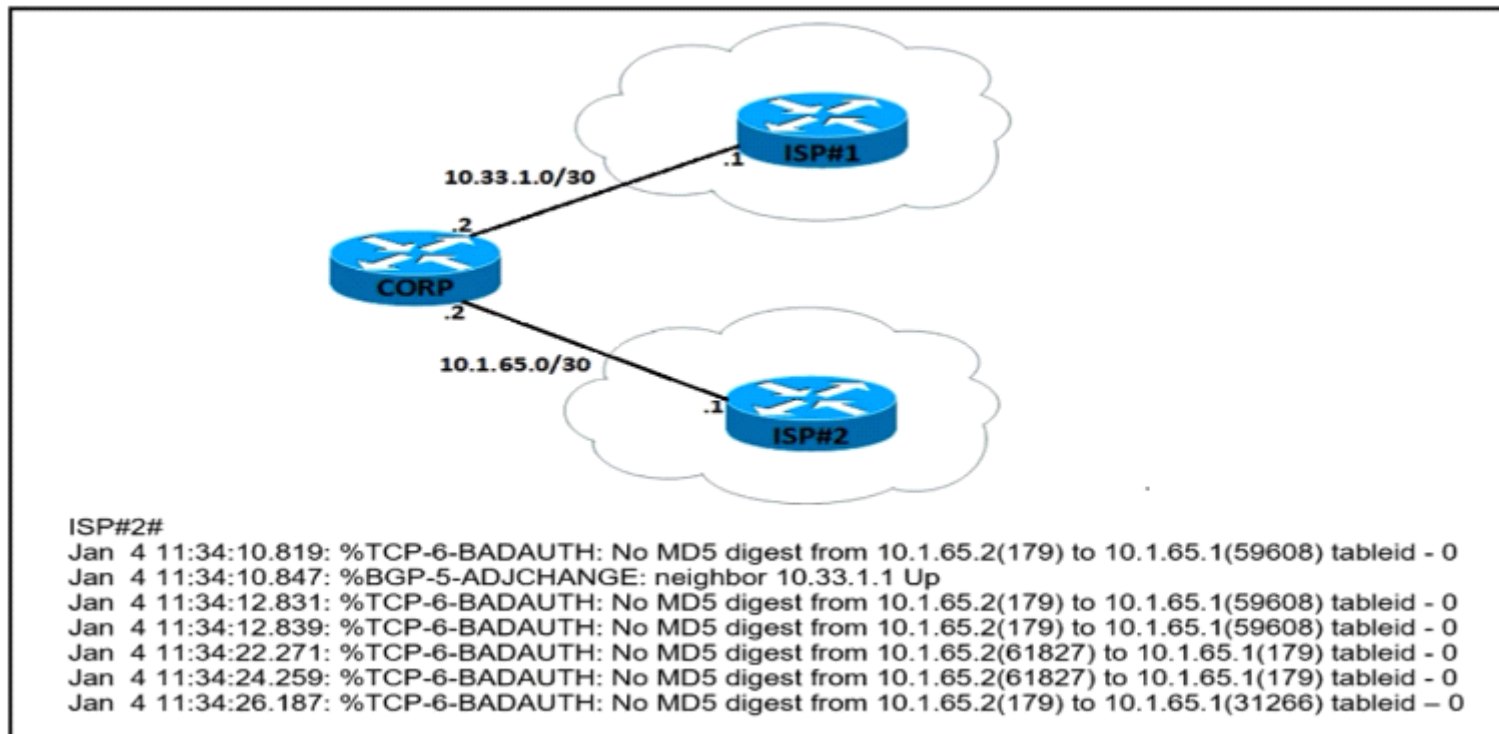 ISP#1
.1
10.33.1.0/30
.2
CORP
.2
10.1.65.0/30
.1
ISP#2
ISP#2#
Jan 4 11:34:10.819: %TCP-6-BADAUTH: No MD5 digest from 10.1.65.2(179) to 10.1.65.1(59608) tableid - 0
Jan 4 11:34:10.847: %BGP-5-ADJCHANGE: neighbor 10.33.1.1 Up
Jan 4 11:34:12.831: %TCP-6-BADAUTH: No MD5 digest from 10.1.65.2(179) to 10.1.65.1(59608) tableid - 0
Jan 4 11:34:12.839: %TCP-6-BADAUTH: No MD5 digest from 10.1.65.2(179) to 10.1.65.1(59608) tableid - 0
Jan 4 11:34:22.271: %TCP-6-BADAUTH: No MD5 digest from 10.1.65.2(61827) to 10.1.65.1(179) tableid - 0
Jan 4 11:34:24.259: %TCP-6-BADAUTH: No MD5 digest from 10.1.65.2(61827) to 10.1.65.1(179) tableid - 0
Jan 4 11:34:26.187: %TCP-6-BADAUTH: No MD5 digest from 10.1.65.2(179) to 10.1.65.1(31266) tableid – 0